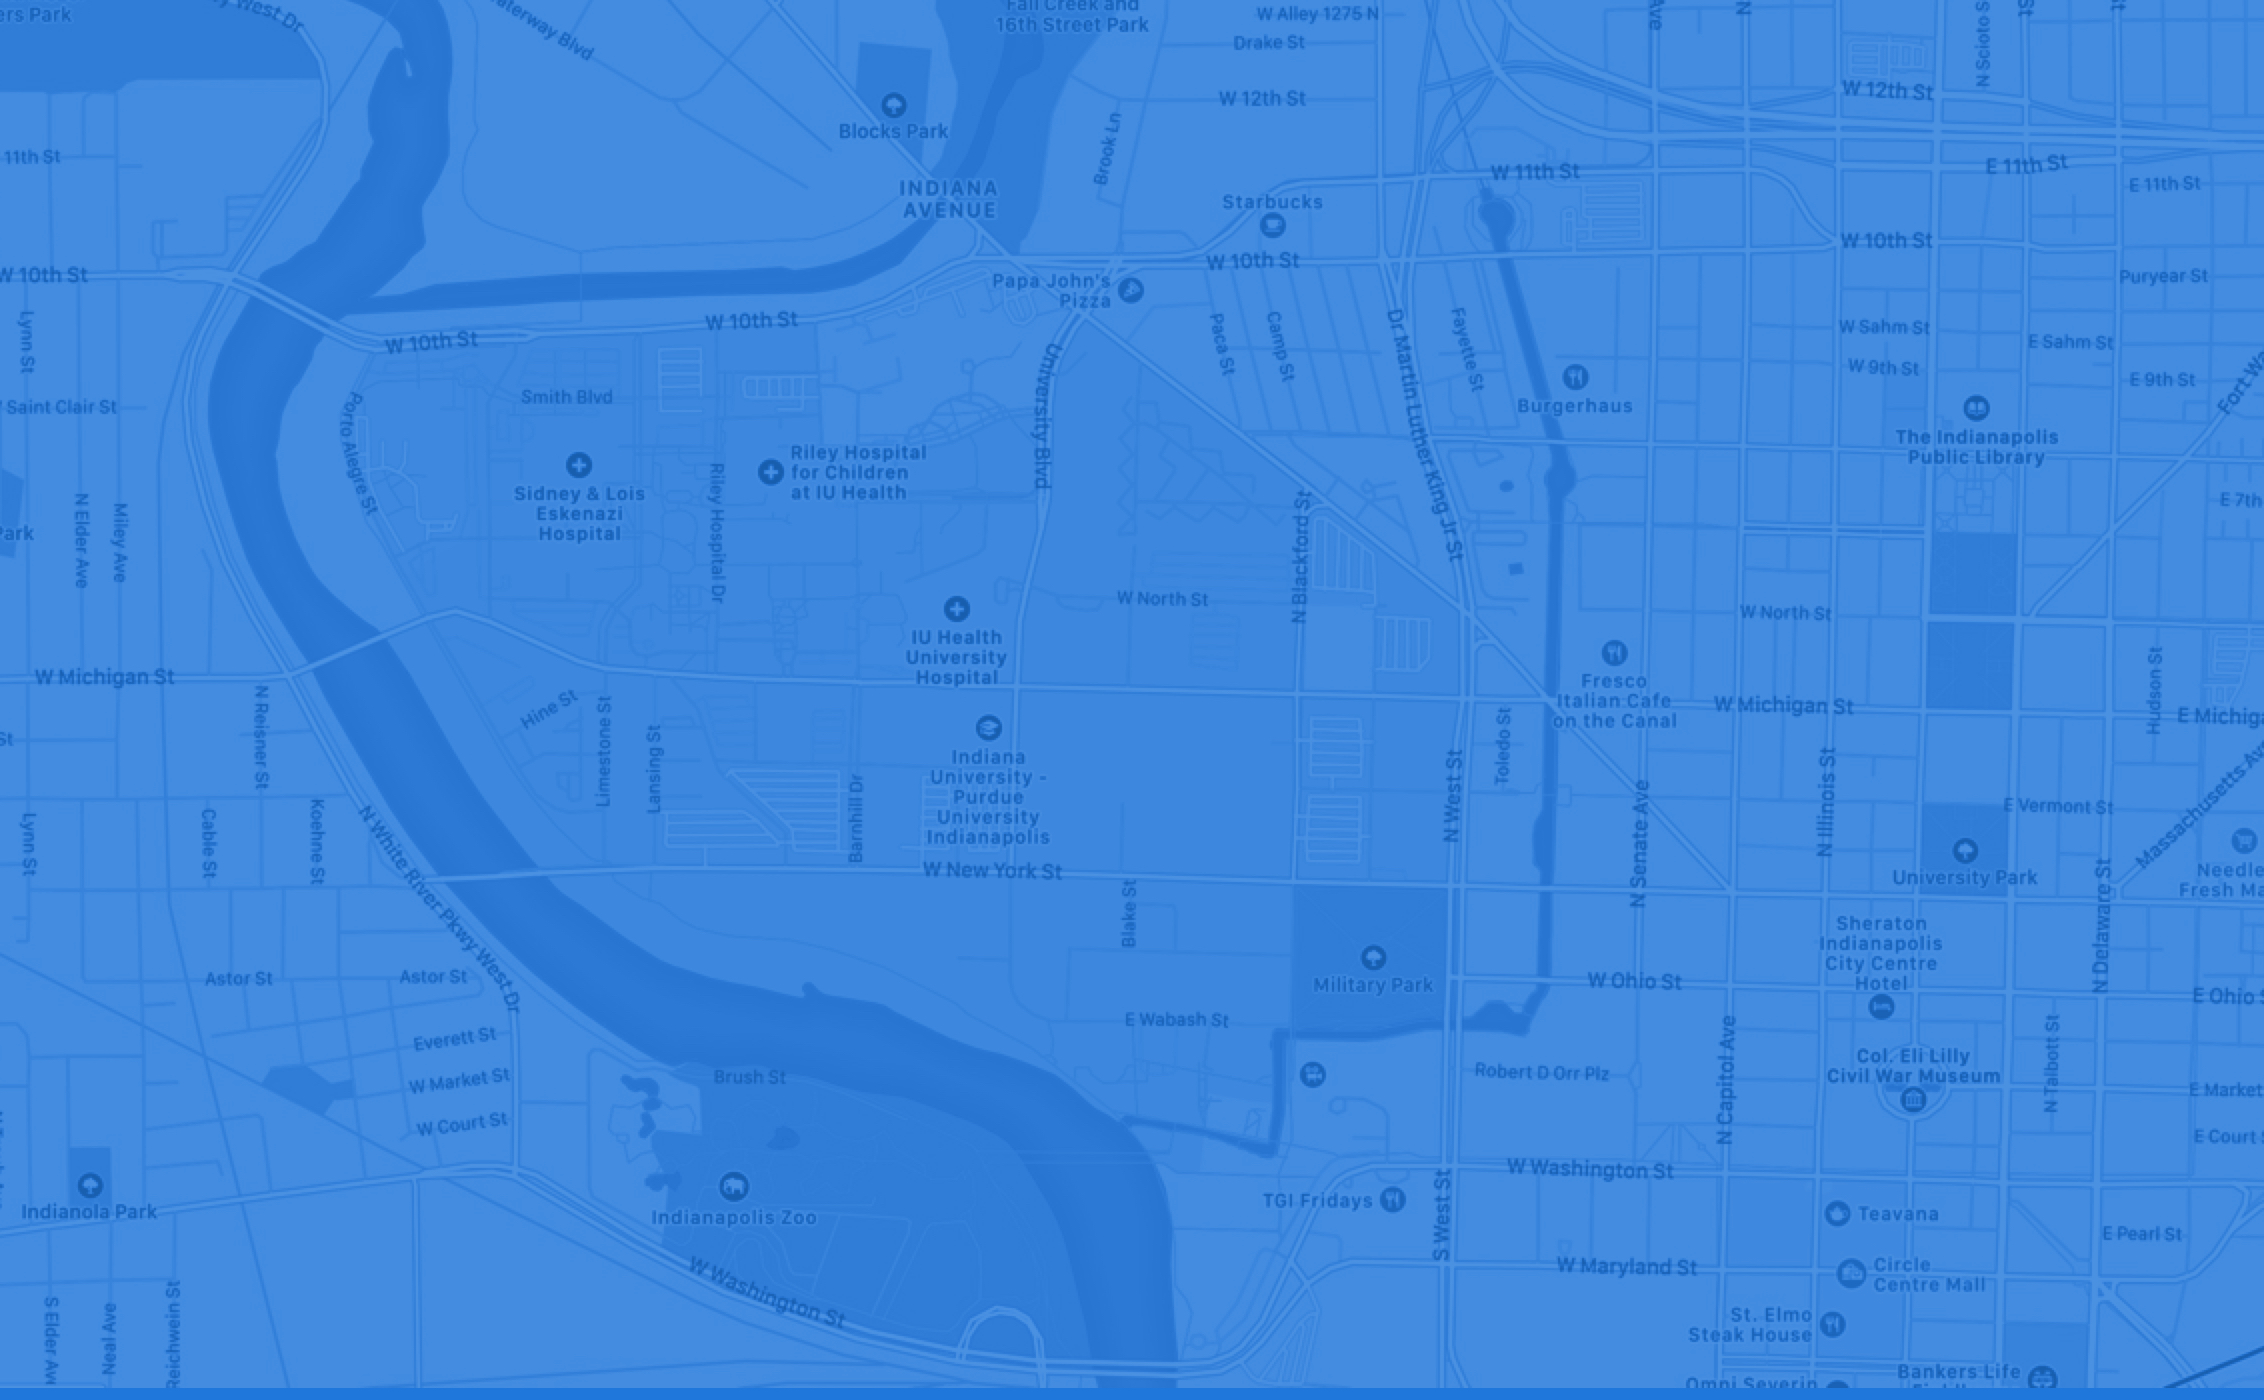 W Alley 1275 N
16th Street Park
Drake St
W 12th St
W 12th St
Blocks Park
Brook Ln
11th St
W 11th St
E 11th St
E 11th St
INDIANA
AVENUE
Starbucks
W 10th St
W 10th St
W 10th St
Papa John's
Pizza
Puryear St
W 10th St
W 10th St
Lynn St
Paca St
Camp St
Dr Martin Luther King Jr St
Fayette St
W Sahm St
E Sahm St
W 9th St
E 9th St
Smith Blvd
University Blvd
Burgerhaus
Saint Clair St
Porto Alegre St
The Indianapolis
Public Library
Riley Hospital
for Children
at IU Health
Sidney & Lois
Eskenazi
Hospital
Riley Hospital Dr
N Blackford St
E 7th
Park
N Elder Ave
Miley Ave
W North St
W North St
IU Health
University
Hospital
W Michigan St
Fresco
Italian Cafe
on the Canal
W Michigan St
Hudson St
N Reisner St
Hine St
Limestone St
Lansing St
Toledo St
Indiana
University -
Purdue
University
Indianapolis
Barnhill Dr
N West St
N Senate Ave
N Illinois St
E Vermont St
Massachusetts Av
Lynn St
Cable St
Koehne St
N White River Pkwy West Dr
W New York St
University Park
N Delaware St
Fresh Ma
Blake St
Sheraton
Indianapolis
City Centre
Hotel
Astor St
Astor St
Military Park
W Ohio St
E Ohio
E Wabash St
Everett St
W Market St
W Court St
Brush St
Robert D Orr Plz
N Capitol Ave
Col. Eli Lilly
Civil War Museum
N Talbott St
E Market
E Court
Indianola Park
Indianapolis Zoo
W Washington St
TGI Fridays
W Washington St
S West St
Teavana
E Pearl St
W Maryland St
Circle
Centre Mall
S Elder Av
Neal Ave
Reichwein St
St. Elmo
Steak House
Bankers Life
Omni Severin